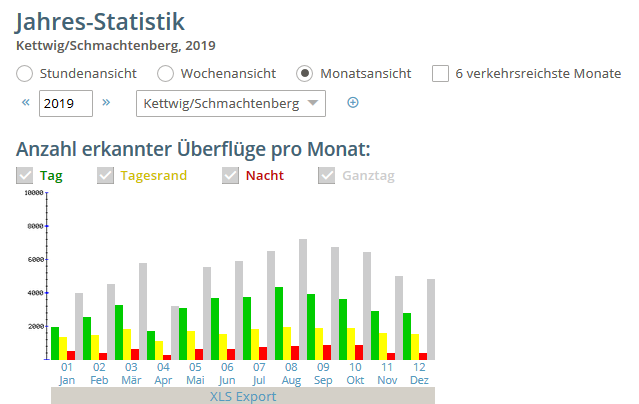 Jahres-Statistik
Kettwig/Schmachtenberg, 2019
Stundenansicht Wochenansicht Monatsansicht 6 verkehrsreichste Monate
« 2019 » Kettwig/Schmachtenberg
Anzahl erkannter Überflüge pro Monat:
Tag Tagesrand Nacht Ganztag
10000
8000
6000
4000
2000
01 02 03 04 05 06 07 08 09 10 11 12
Jan Feb Mär Apr Mai Jun Jul Aug Sep Okt Nov Dez
XLS Export